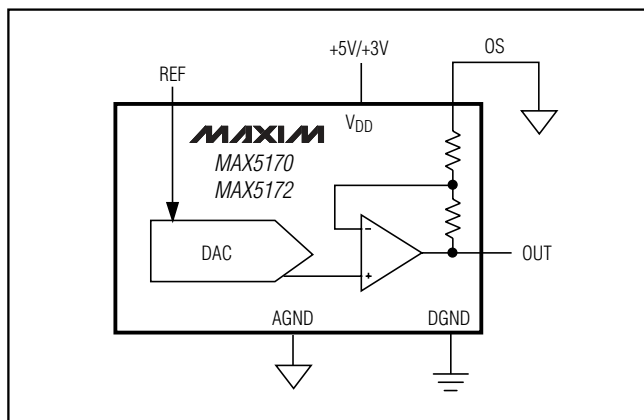 +5V/+3V
OS
REF
VDD
MAXIM
MAX5170
MAX5172
DAC
-
+
OUT
AGND
DGND